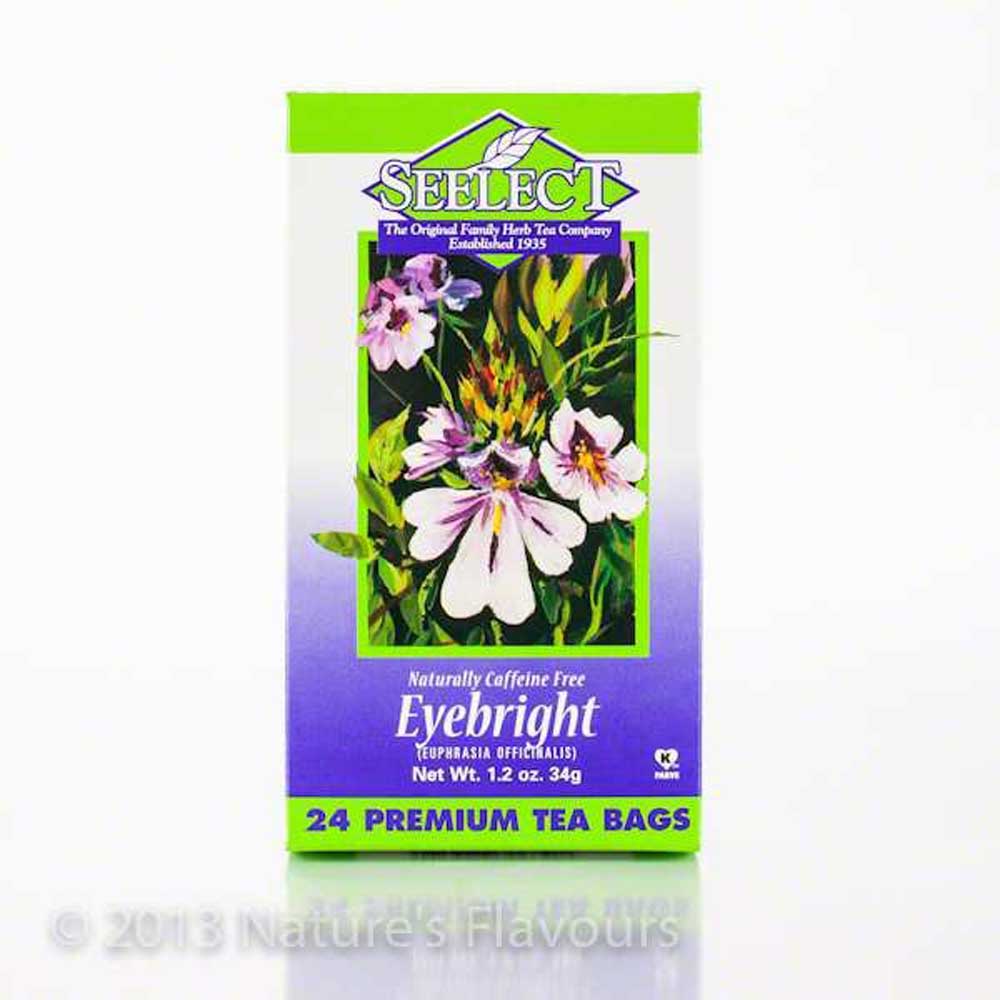 SEELECT
The Original Family Herb Tea Company
Established 1935
Naturally Caffeine Free
Eyebright
(EUPHRASIA OFFICINALIS)
Net Wt. 1.2 oz. 34g
K
PARVE
24 PREMIUM TEA BAGS
© 2013 Nature's Flavours